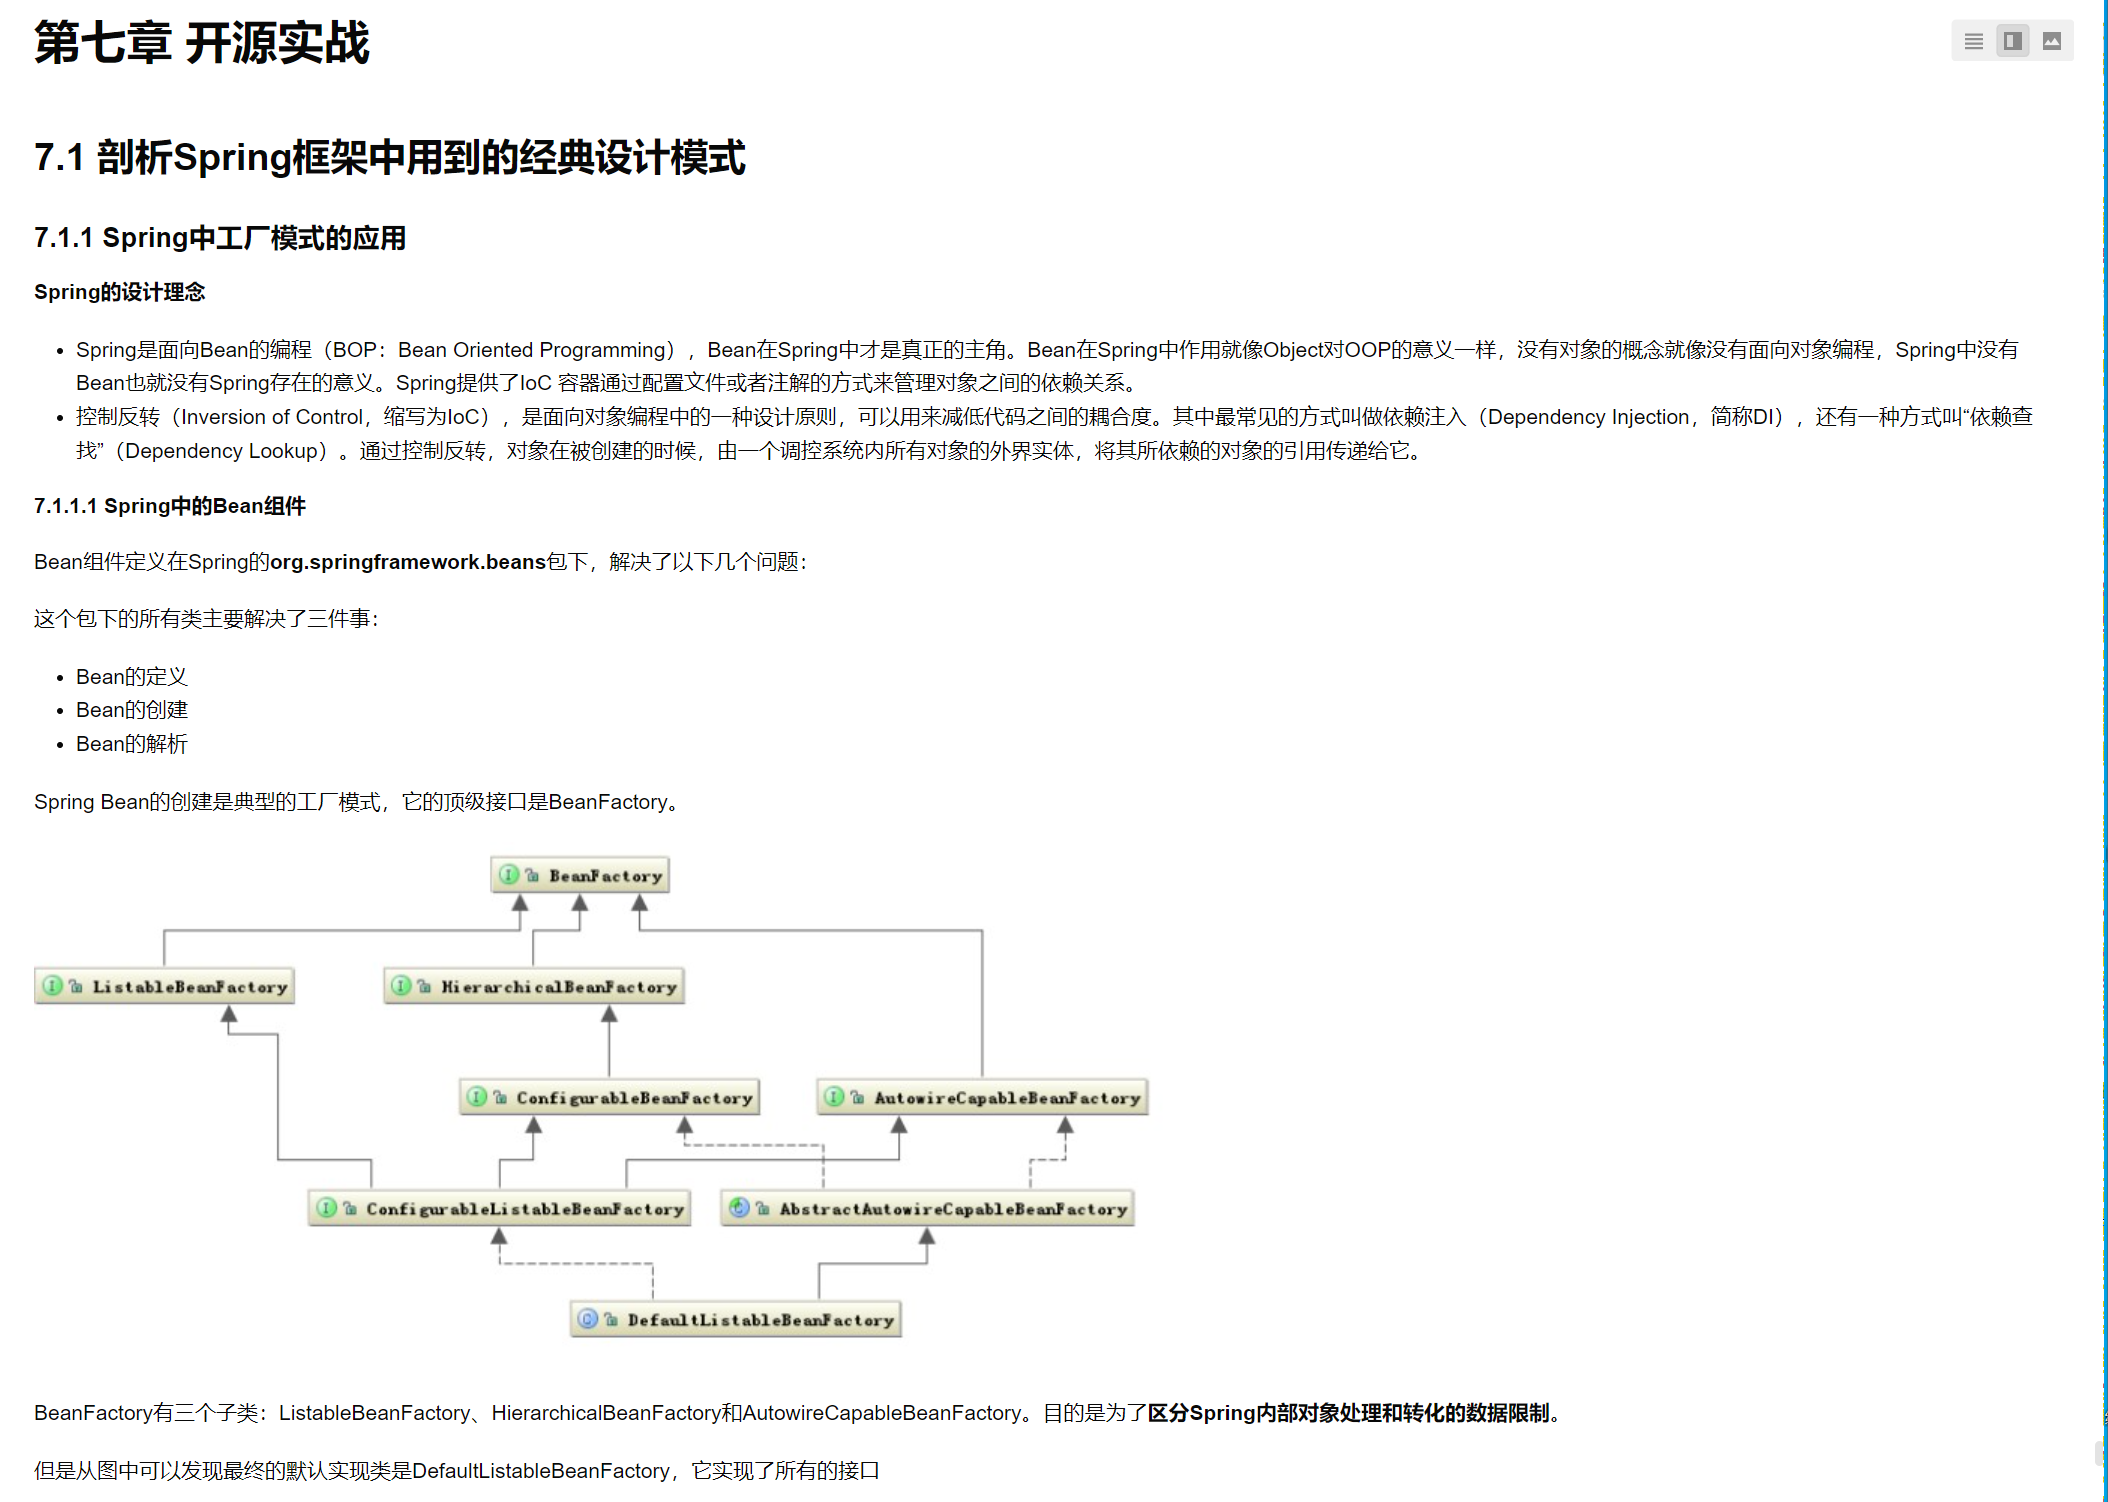 第七章 开源实战
7.1 剖析Spring框架中用到的经典设计模式
7.1.1 Spring中工厂模式的应用
Spring的设计理念
Spring是面向Bean的编程（BOP：Bean Oriented Programming），Bean在Spring中才是真正的主角。Bean在Spring中作用就像Object对OOP的意义一样，没有对象的概念就像没有面向对象编程，Spring中没有
Bean也就没有Spring存在的意义。Spring提供了IoC 容器通过配置文件或者注解的方式来管理对象之间的依赖关系。
控制反转（Inversion of Control，缩写为IoC），是面向对象编程中的一种设计原则，可以用来减低代码之间的耦合度。其中最常见的方式叫做依赖注入（Dependency Injection，简称DI），还有一种方式叫“依赖查
找”（Dependency Lookup）。通过控制反转，对象在被创建的时候，由一个调控系统内所有对象的外界实体，将其所依赖的对象的引用传递给它。
7.1.1.1 Spring中的Bean组件
Bean组件定义在Spring的org.springframework.beans包下，解决了以下几个问题：
这个包下的所有类主要解决了三件事：
Bean的定义
Bean的创建
Bean的解析
Spring Bean的创建是典型的工厂模式，它的顶级接口是BeanFactory。
BeanFactory
ListableBeanFactory
HierarchicalBeanFactory
ConfigurableBeanFactory
AutowireCapableBeanFactory
ConfigurableListableBeanFactory
AbstractAutowireCapableBeanFactory
DefaultListableBeanFactory
BeanFactory有三个子类：ListableBeanFactory、HierarchicalBeanFactory和AutowireCapableBeanFactory。目的是为了区分Spring内部对象处理和转化的数据限制。
但是从图中可以发现最终的默认实现类是DefaultListableBeanFactory，它实现了所有的接口